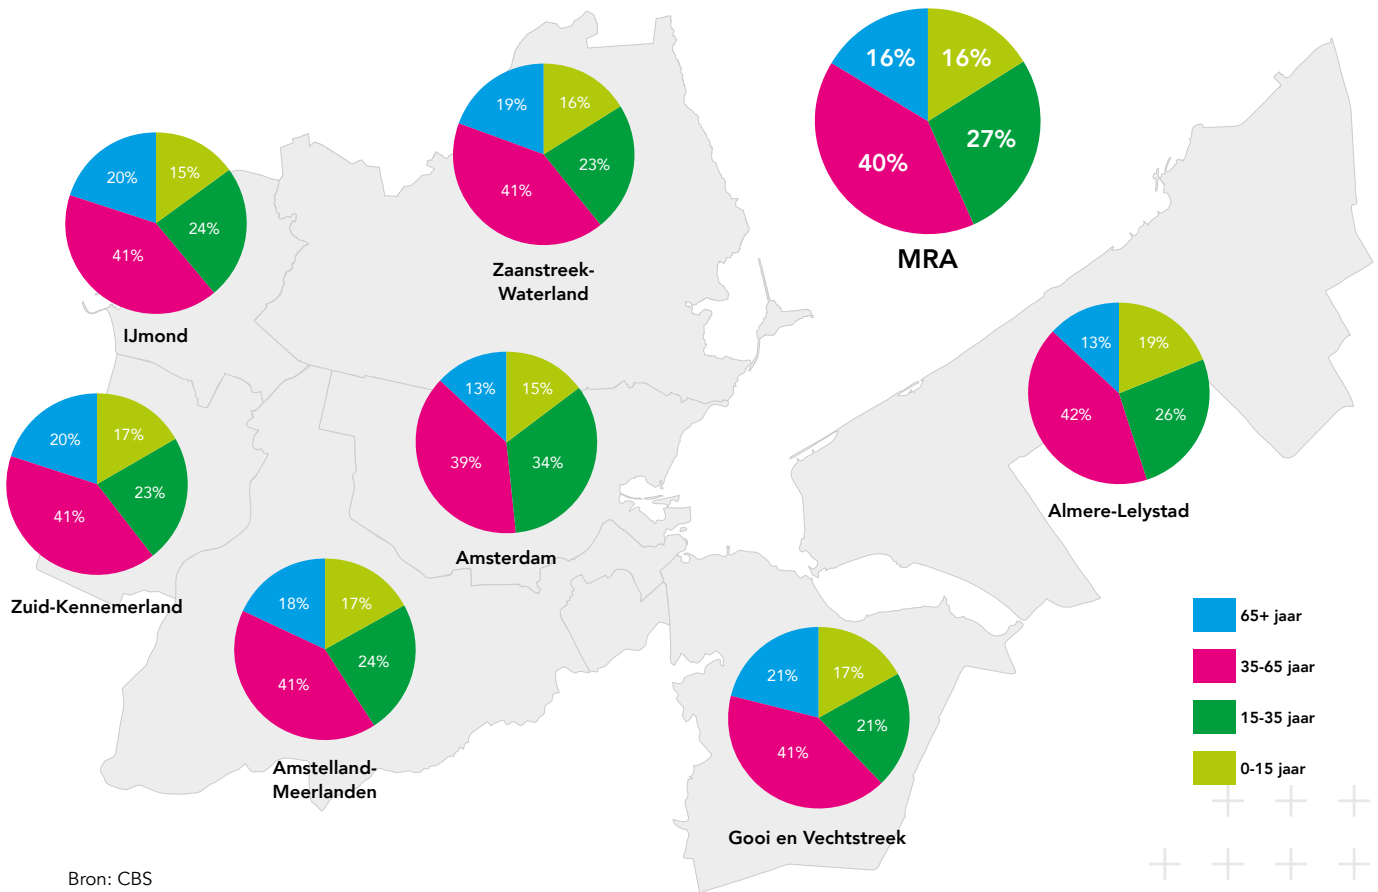 16%
16%
27%
40%
MRA
19%
16%
23%
41%
Zaanstreek-
Waterland
20%
15%
24%
41%
IJmond
13%
19%
26%
42%
Almere-Lelystad
13%
15%
34%
39%
Amsterdam
20%
17%
23%
41%
Zuid-Kennemerland
18%
17%
24%
41%
Amstelland-
Meerlanden
21%
17%
21%
41%
Gooi en Vechtstreek
65+ jaar
35-65 jaar
15-35 jaar
0-15 jaar
Bron: CBS